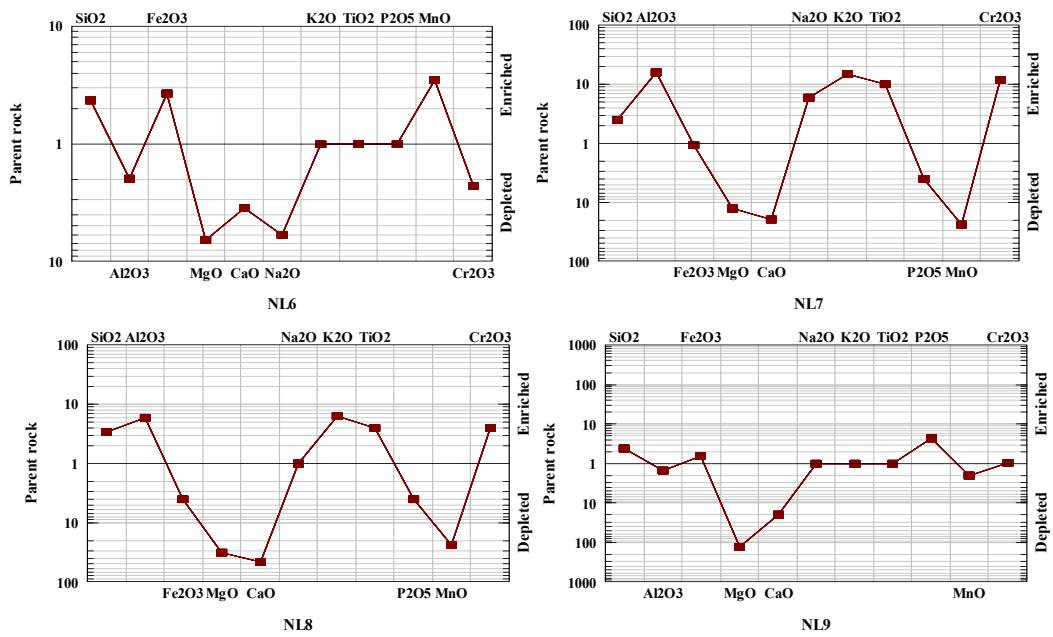 SiO2 Fe2O3 K2O TiO2 P2O5 MnO
10
1
10
Parent rock
Enriched
Depleted
Al2O3 MgO CaO Na2O Cr2O3
NL6
SiO2 Al2O3 Na2O K2O TiO2 Cr2O3
100
10
1
10
100
Parent rock
Enriched
Depleted
Fe2O3 MgO CaO P2O5 MnO
NL7
SiO2 Al2O3 Na2O K2O TiO2 Cr2O3
100
10
1
10
100
Parent rock
Enriched
Depleted
Fe2O3 MgO CaO P2O5 MnO
NL8
SiO2 Fe2O3 Na2O K2O TiO2 P2O5 Cr2O3
1000
100
10
1
10
100
1000
Parent rock
Enriched
Depleted
Al2O3 MgO CaO MnO
NL9